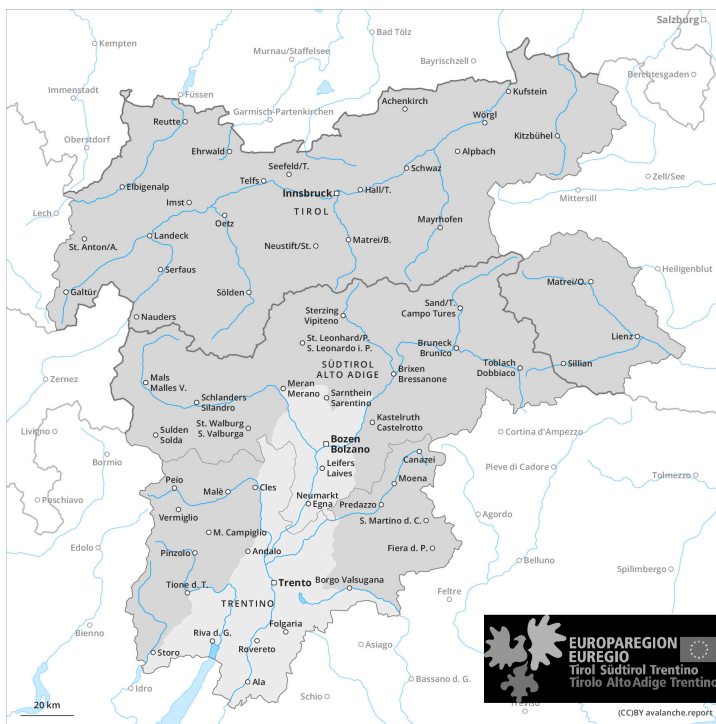 Salzburg
Kempten
Bad Tölz
Murnau/Staffelsee
Bayrischzell
Berchtesgaden
Immenstadt
Füssen
Garmisch-Partenkirchen
Achenkirch
Kufstein
Reutte
Wörgl
Oberstdorf
Kitzbühel
Ehrwald
Alpbach
Seefeld/T.
Schwaz
Zell/See
Telfs
Elbigenalp
Innsbruck
Hall/T.
Mittersill
Imst
TIROL
Lech
Oetz
Mayrhofen
Landeck
St. Anton/A.
Neustift/St.
Matrei/B.
Serfaus
Heiligenblut
Matrei/O.
Galtür
Sölden
Sand/T.
Campo Tures
Nauders
Sterzing
Vipiteno
Lienz
St. Leonhard/P.
S. Leonardo i. P.
Bruneck
Brunico
SÜDTIROL
ALTO ADIGE
Toblach
Dobbiaco
Sillian
Zernez
Mals
Malles V.
Meran
Merano
Brixen
Bressanone
Schlanders
Silandro
Sarnthein
Sarentino
Livigno
Sulden
Solda
St. Walburg
S. Valburga
Kastelruth
Castelrotto
Cortina d'Ampezzo
Bozen
Bolzano
Bormio
Canazei
Leifers
Laives
Pieve di Cadore
Tolmezzo
Peio
Malè
Cles
Moena
Poschiavo
Neumarkt
Egna
Predazzo
Vermiglio
Agordo
S. Martino d. C.
M. Campiglio
Edolo
Pinzolo
Andalo
Fiera d. P.
Belluno
Spilimbergo
Tione d. T.
Trento
Borgo Valsugana
Feltre
TRENTINO
Bienno
Riva d. G.
Folgaria
Rovereto
Asiago
Storo
Idro
Ala
Schio
Bassano d. G.
Treviso
EUROPAREGION
EUREGIO
Tirol Südtirol Trentino
Tirolo Alto Adige Trentino
20 km
(CC)BY avalanche.report